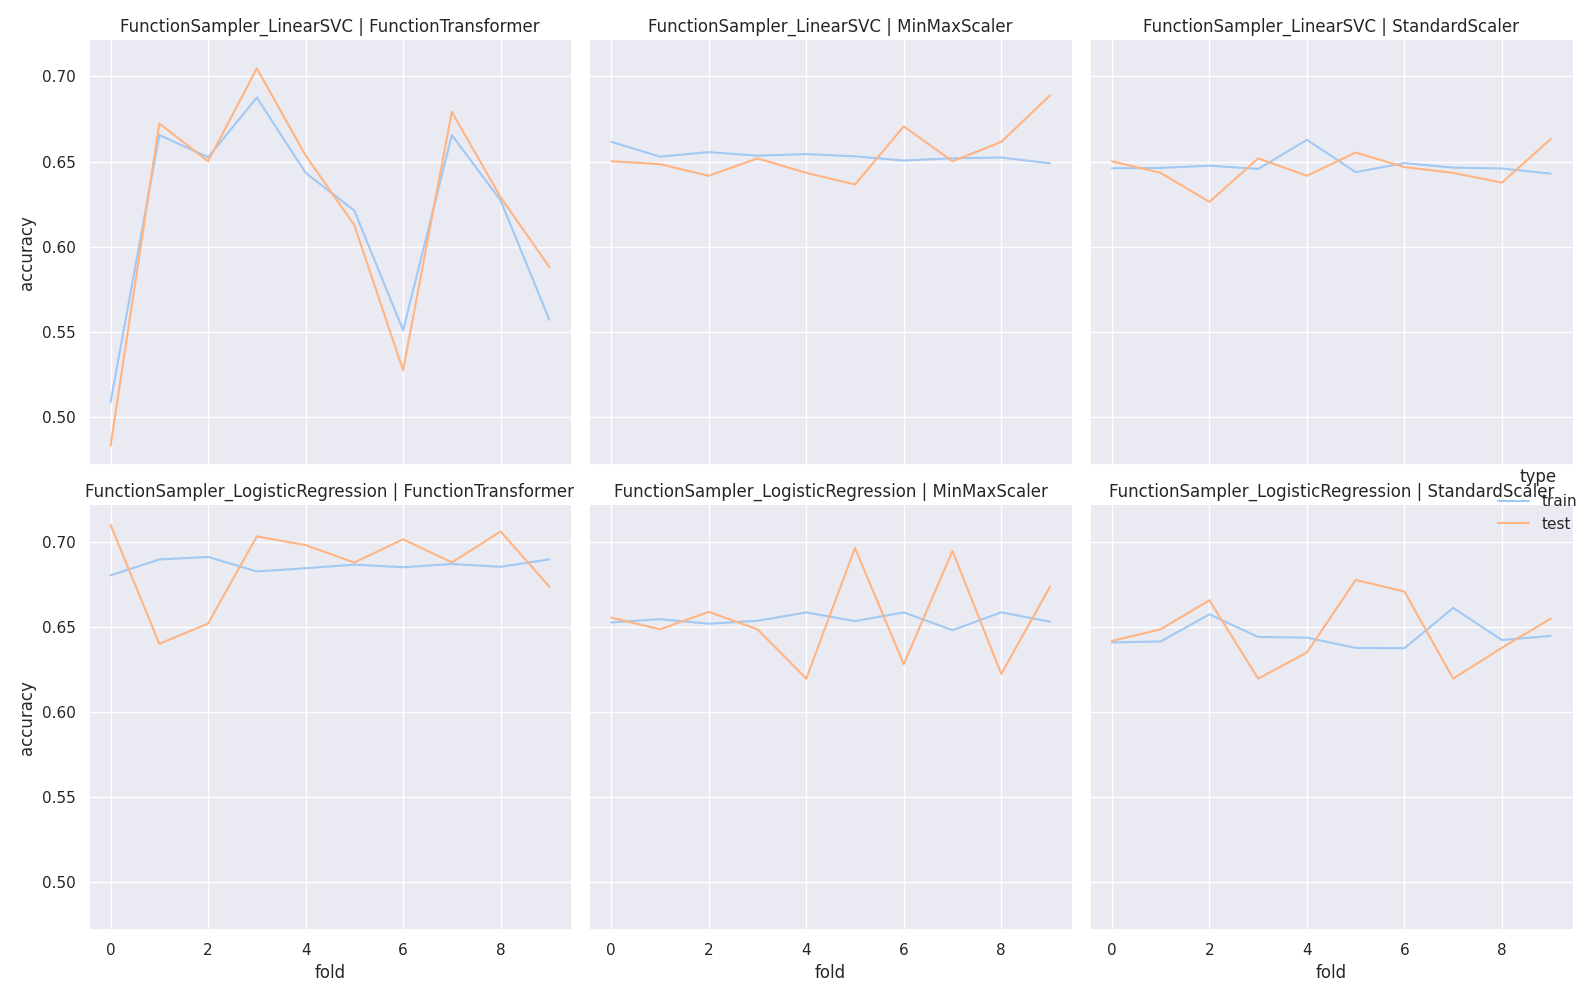 FunctionSampler_LinearSVC | FunctionTransformer
FunctionSampler_LinearSVC | MinMaxScaler
FunctionSampler_LinearSVC | StandardScaler
0.70
0.65
0.60
0.55
0.50
accuracy
FunctionSampler_LogisticRegression | FunctionTransformer
FunctionSampler_LogisticRegression | MinMaxScaler
FunctionSampler_LogisticRegression | StandardScaler
type
train
test
0.70
0.65
0.60
0.55
0.50
accuracy
0 2 4 6 8
0 2 4 6 8
0 2 4 6 8
fold
fold
fold